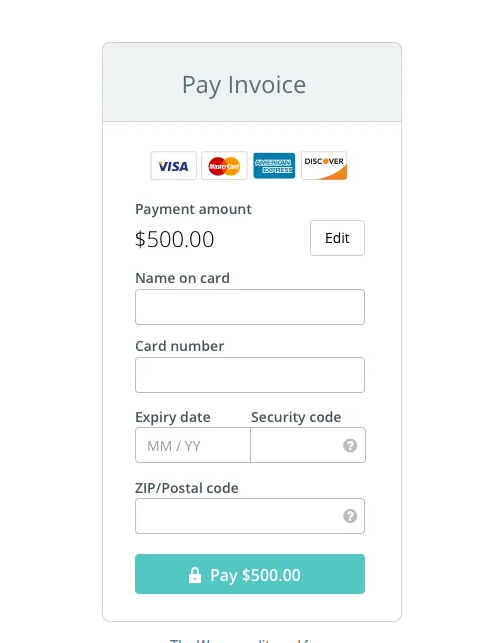 Pay Invoice
VISA MasterCard AMERICAN EXPRESS DISCOVER
Payment amount
$500.00 Edit
Name on card
Card number
Expiry date Security code
MM / YY ?
ZIP/Postal code
?
Pay $500.00